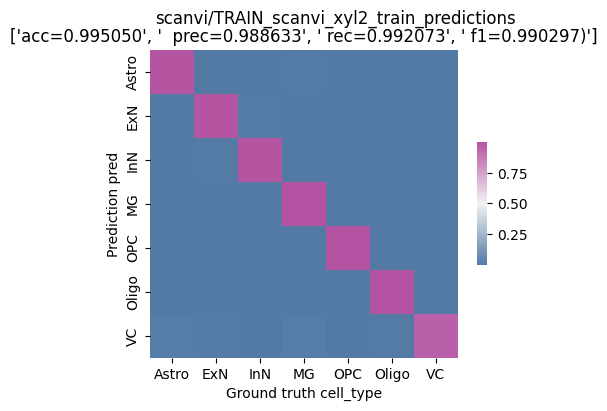 scanvi/TRAIN_scanvi_xyl2_train_predictions
['acc=0.995050', '  prec=0.988633', ' rec=0.992073', ' f1=0.990297)']
Astro
ExN
InN
MG
OPC
Oligo
VC
Prediction pred
Astro ExN InN MG OPC Oligo VC
Ground truth cell_type
0.75
0.50
0.25